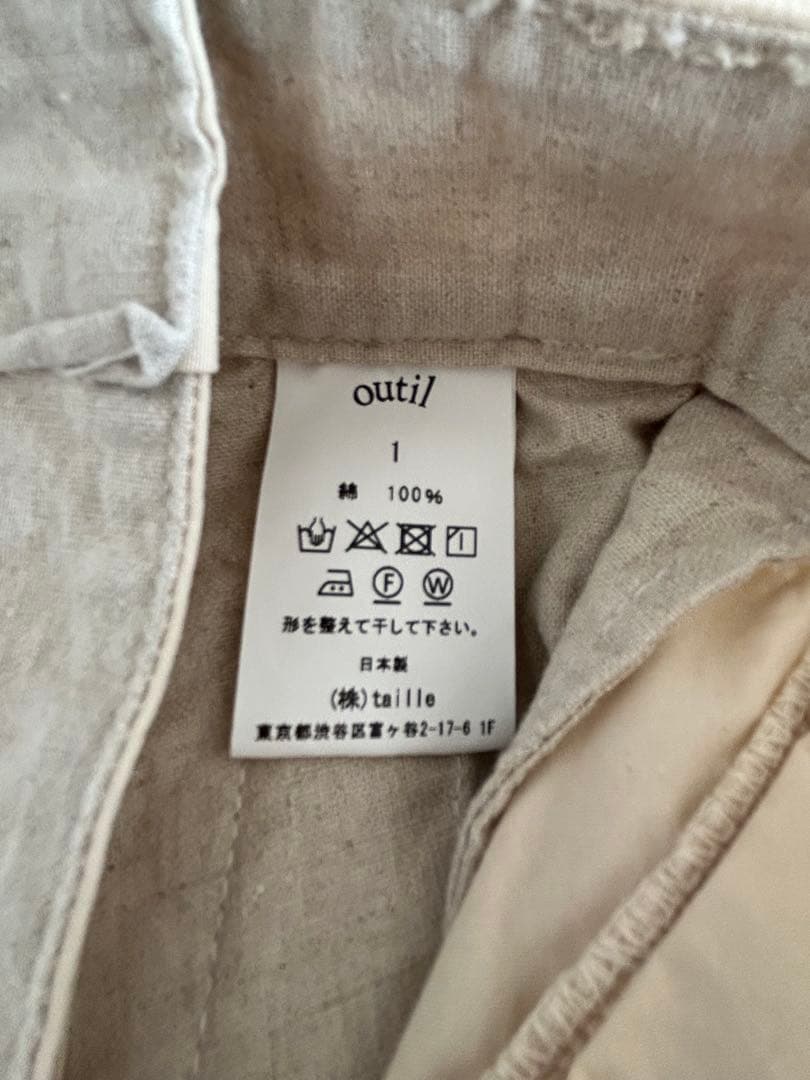 outil
1
綿 100%
F W
形を整えて干して下さい。
日本製
(株)taille
東京都渋谷区富ヶ谷2-17-6 1F